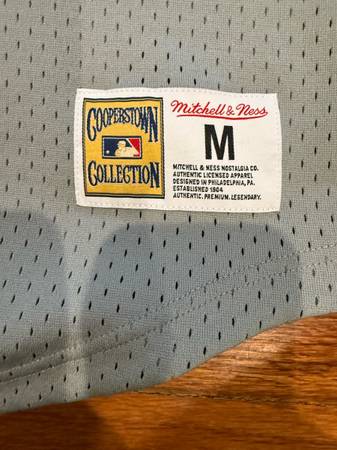 COOPERSTOWN
COLLECTION
Mitchell & Ness
M
MITCHELL & NESS NOSTALGIA CO.
AUTHENTIC LICENSED APPAREL
DESIGNED IN PHILADELPHIA, PA.
ESTABLISHED 1904
AUTHENTIC. PREMIUM. LEGENDARY.